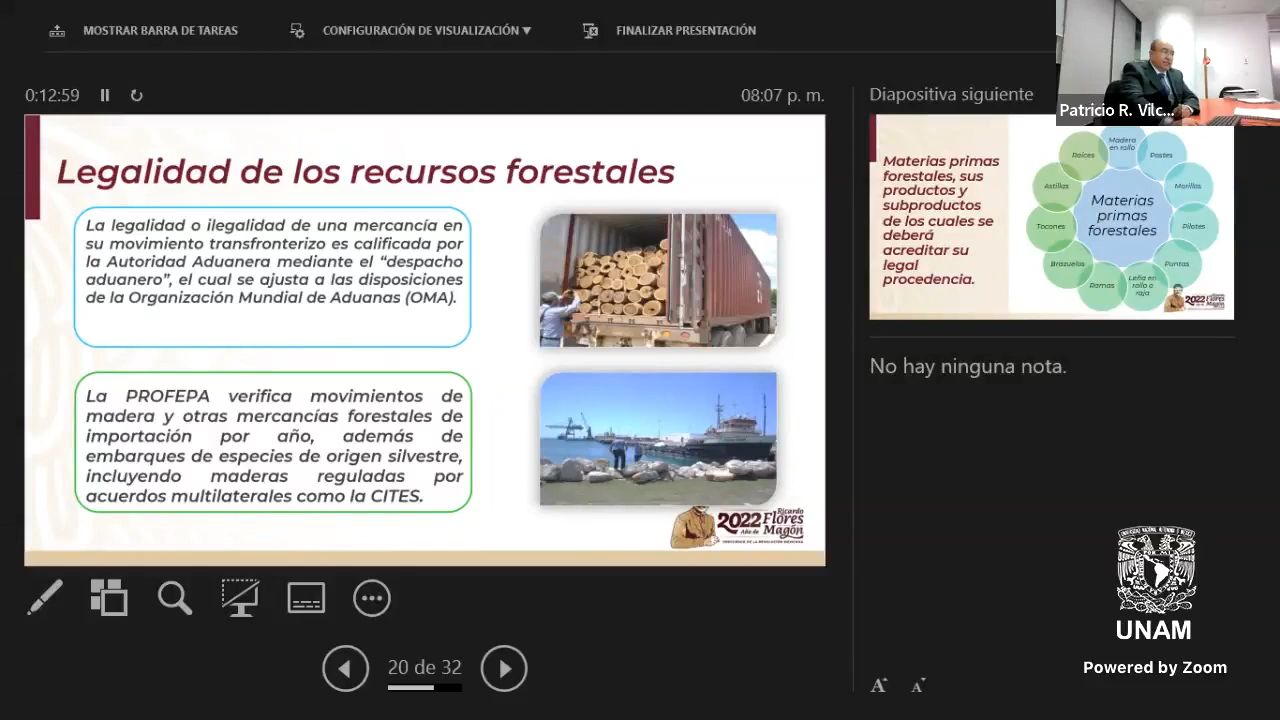 MOSTRAR BARRA DE TAREAS
CONFIGURACIÓN DE VISUALIZACIÓN ▼
FINALIZAR PRESENTACIÓN
Patricio R. Vilc...
0:12:59
08:07 p. m.
Diapositiva siguiente
Legalidad de los recursos forestales
La legalidad o ilegalidad de una mercancía en
su movimiento transfronterizo es calificada por
la Autoridad Aduanera mediante el “despacho
aduanero”, el cual se ajusta a las disposiciones
de la Organización Mundial de Aduanas (OMA).
La PROFEPA verifica movimientos de
madera y otras mercancías forestales de
importación por año, además de
embarques de especies de origen silvestre,
incluyendo maderas reguladas por
acuerdos multilaterales como la CITES.
2022 Ricardo
Año de Flores
Magón
Materias primas
forestales, sus
productos y
subproductos
de los cuales se
deberá
acreditar su
legal
procedencia.
Materias
primas
forestales
Madera
en rollo
Postes
Morillos
Pilotes
Puntas
Leña en
rollo o
raja
Ramas
Brazuelos
Tocones
Astillas
Raíces
2022 Flores
Magón
No hay ninguna nota.
20 de 32
UNAM
Powered by Zoom